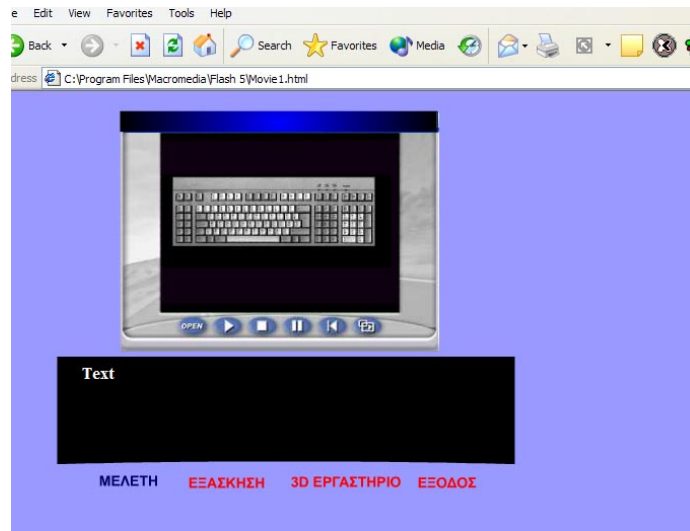 e Edit View Favorites Tools Help
Back Search Favorites Media
dress C:\Program Files\Macromedia\Flash 5\Movie1.html
OPEN
Text
ΜΕΛΕΤΗ ΕΞΑΣΚΗΣΗ 3D ΕΡΓΑΣΤΗΡΙΟ ΕΞΟΔΟΣ